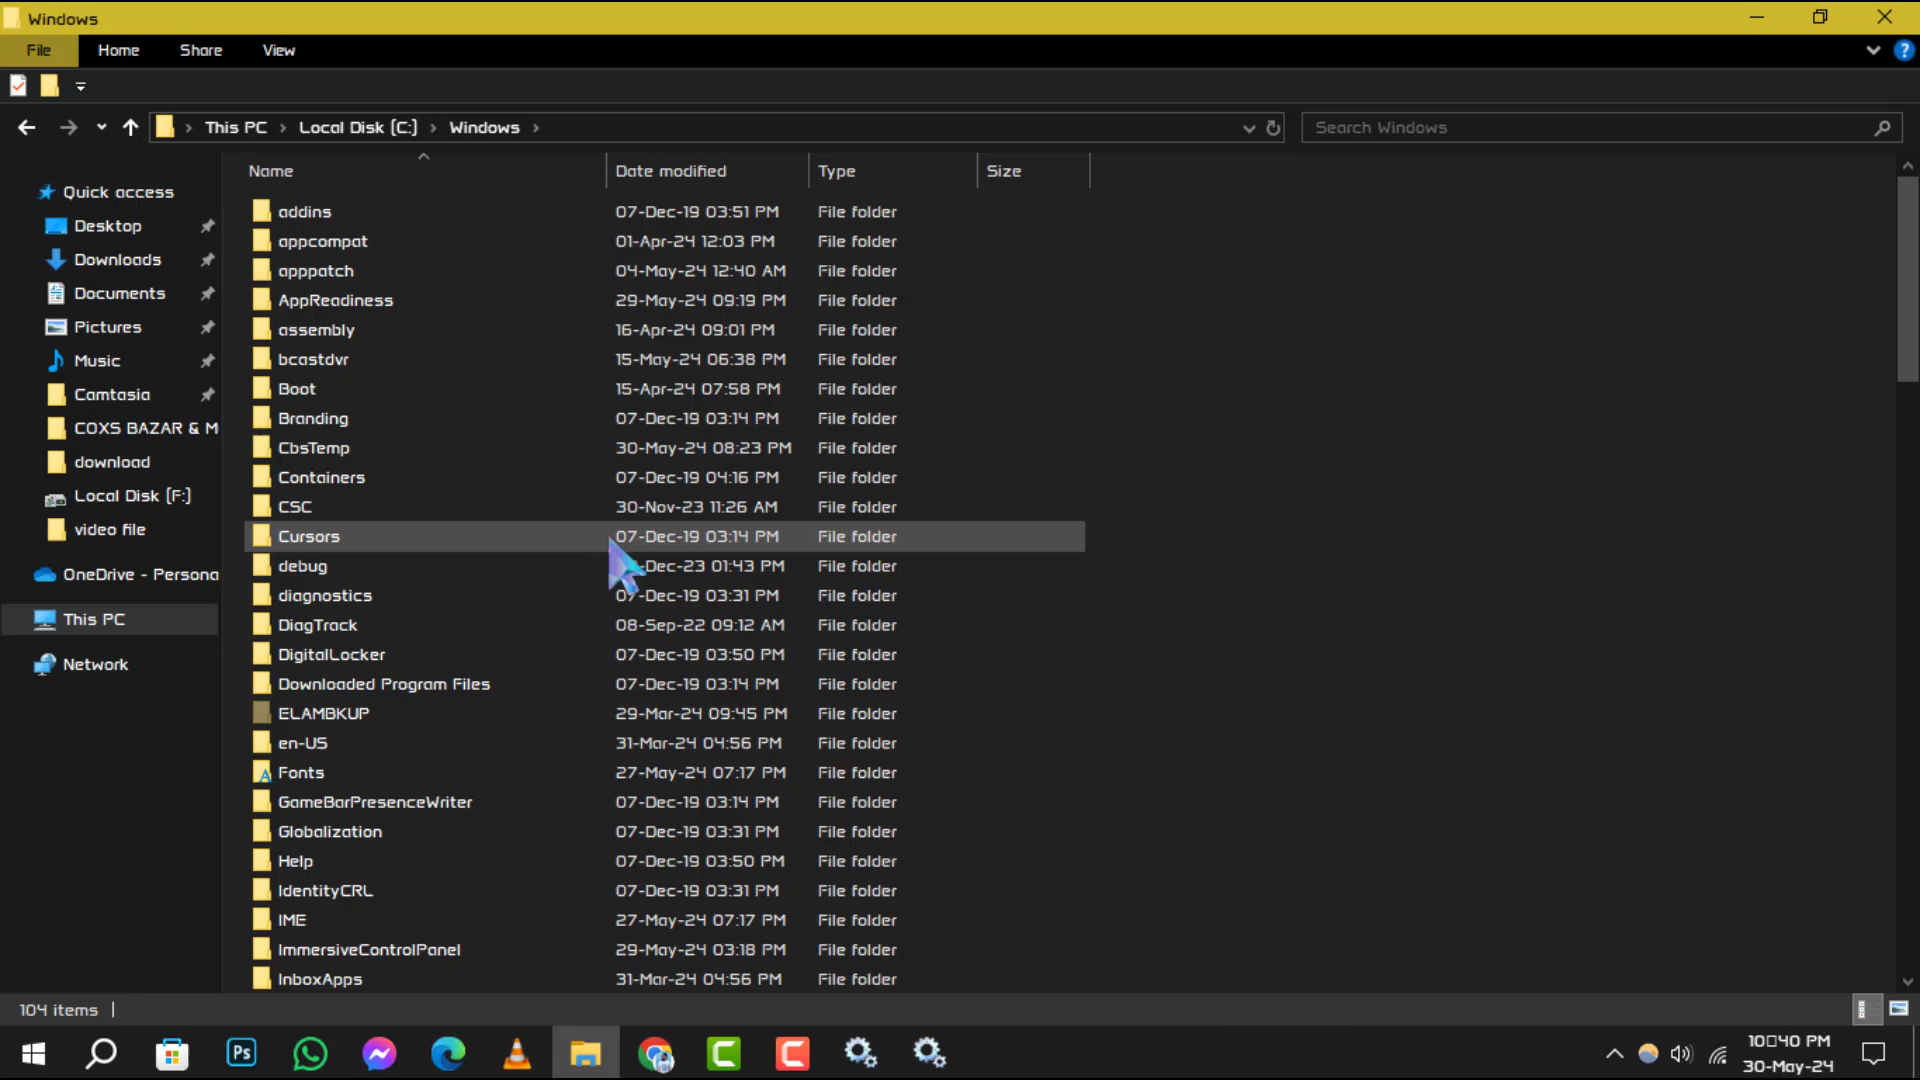 Windows
File Home Share View
This PC > Local Disk (C:) > Windows >
Search Windows
Name Date modified Type Size
Quick access
Desktop
Downloads
Documents
Pictures
Music
Camtasia
COXS BAZAR & M
download
Local Disk (F:)
video file
OneDrive - Persona
This PC
Network
addins 07-Dec-19 03:51 PM File folder
appcompat 01-Apr-24 12:03 PM File folder
apppatch 04-May-24 12:40 AM File folder
AppReadiness 29-May-24 09:19 PM File folder
assembly 16-Apr-24 09:01 PM File folder
bcastdvr 15-May-24 06:38 PM File folder
Boot 15-Apr-24 07:58 PM File folder
Branding 07-Dec-19 03:14 PM File folder
CbsTemp 30-May-24 08:23 PM File folder
Containers 07-Dec-19 04:16 PM File folder
CSC 30-Nov-23 11:26 AM File folder
Cursors 07-Dec-19 03:14 PM File folder
debug -Dec-23 01:43 PM File folder
diagnostics 07-Dec-19 03:31 PM File folder
DiagTrack 08-Sep-22 09:12 AM File folder
DigitalLocker 07-Dec-19 03:50 PM File folder
Downloaded Program Files 07-Dec-19 03:14 PM File folder
ELAMBKUP 29-Mar-24 09:45 PM File folder
en-US 31-Mar-24 04:56 PM File folder
Fonts 27-May-24 07:17 PM File folder
GameBarPresenceWriter 07-Dec-19 03:14 PM File folder
Globalization 07-Dec-19 03:31 PM File folder
Help 07-Dec-19 03:50 PM File folder
IdentityCRL 07-Dec-19 03:31 PM File folder
IME 27-May-24 07:17 PM File folder
ImmersiveControlPanel 29-May-24 03:18 PM File folder
InboxApps 31-Mar-24 04:56 PM File folder
104 items
Ps
10□40 PM
30-May-24